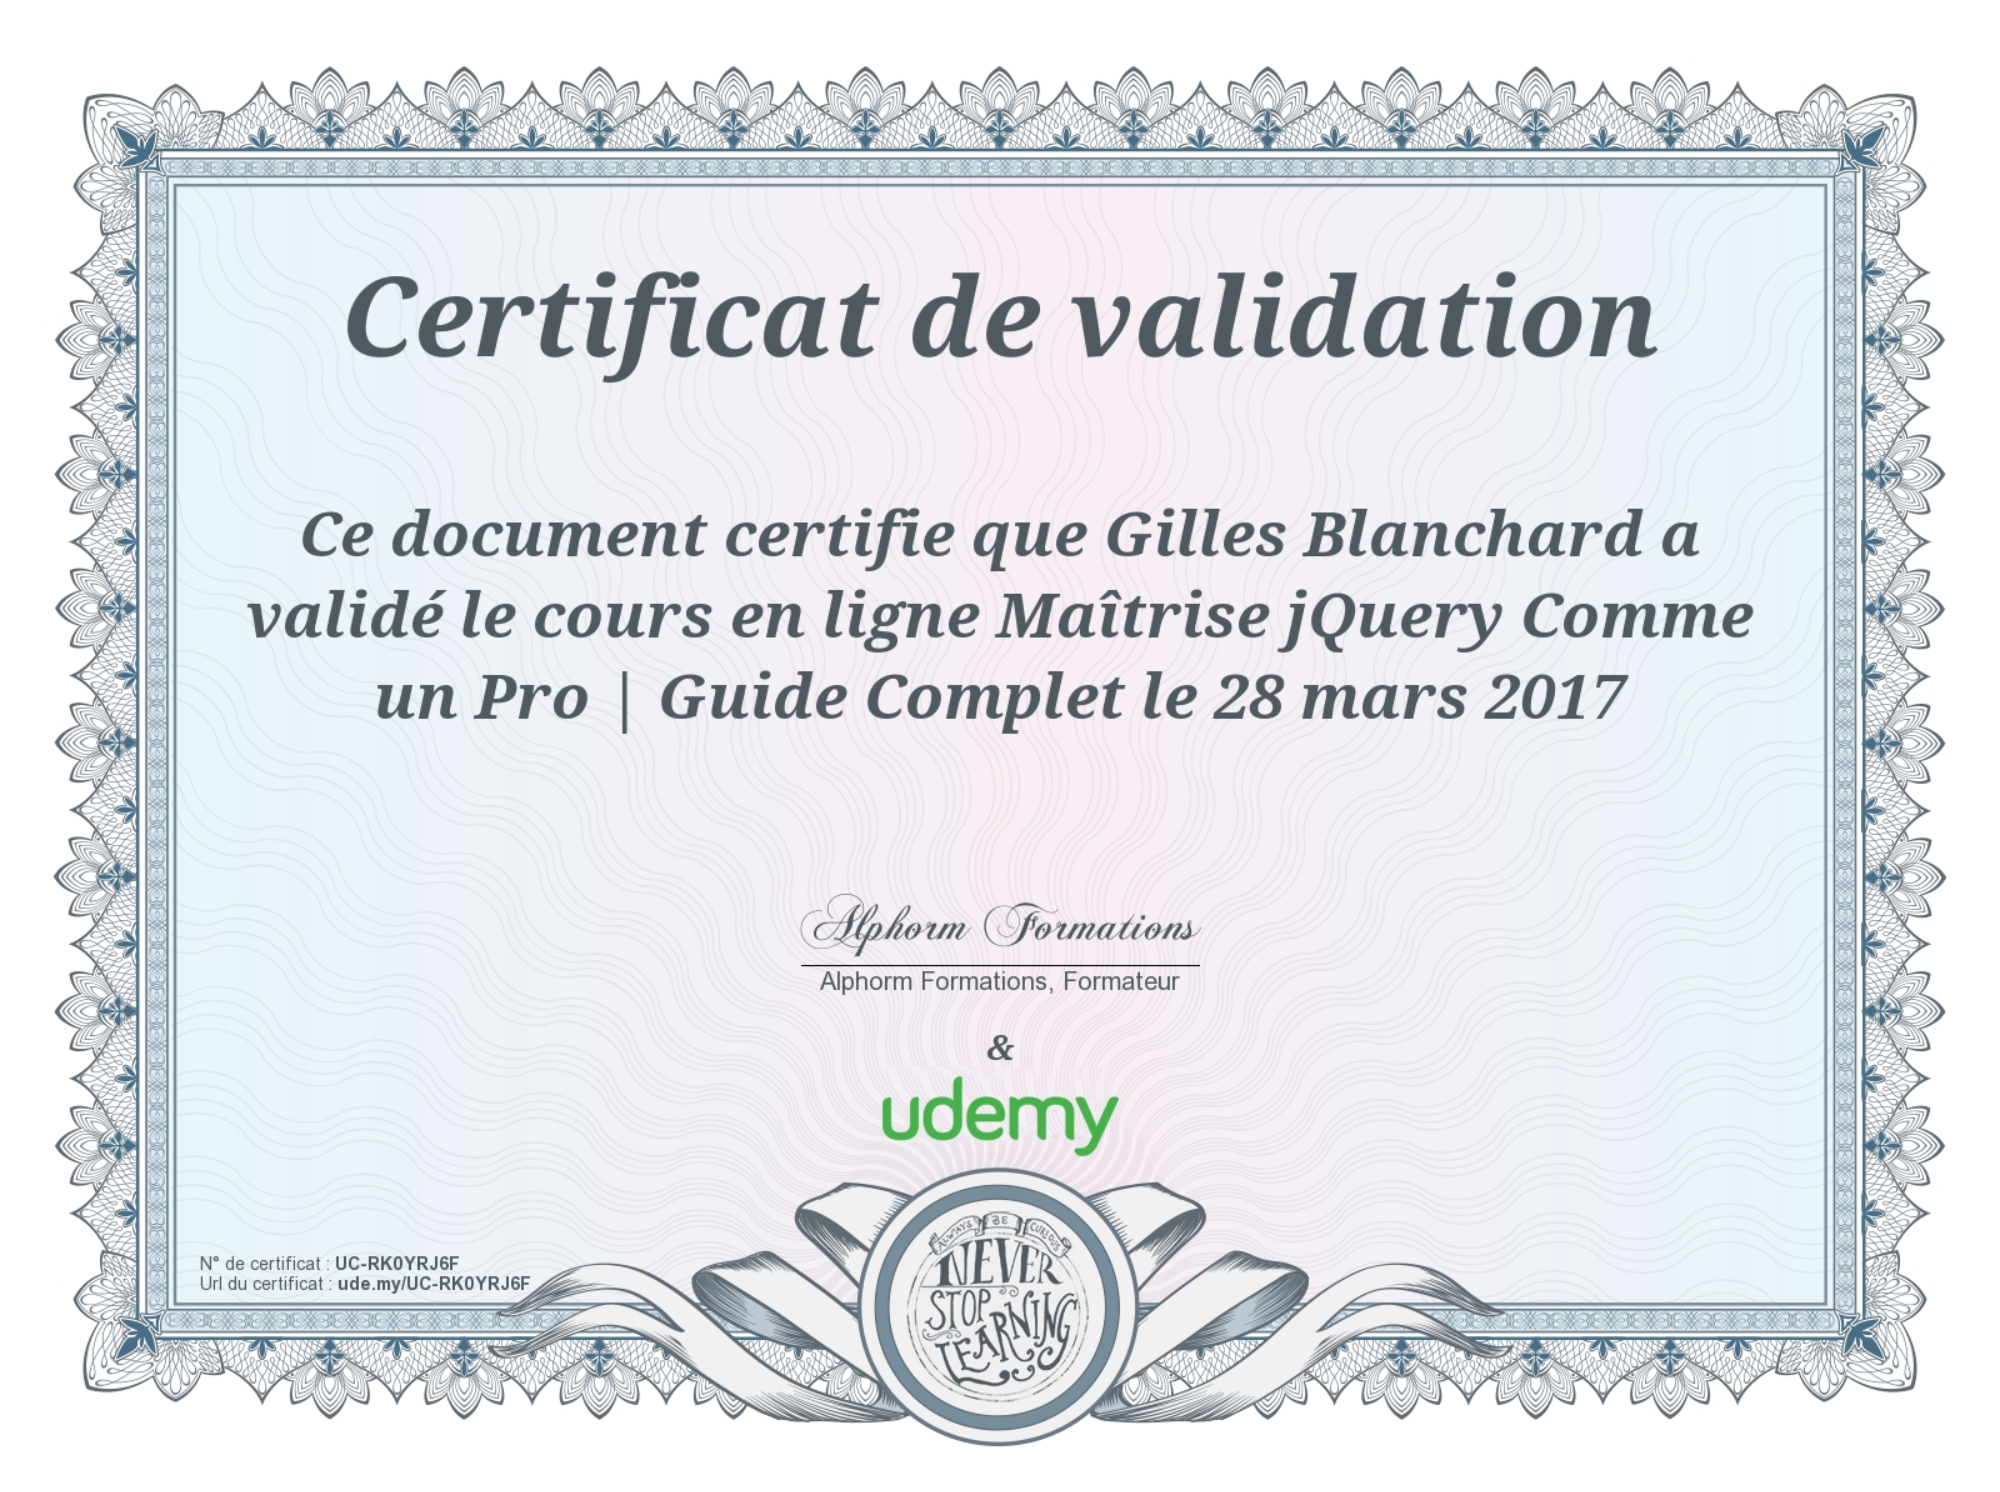 Certificat de validation
Ce document certifie que Gilles Blanchard a
validé le cours en ligne Maîtrise jQuery Comme
un Pro | Guide Complet le 28 mars 2017
Alphorm Formations
Alphorm Formations, Formateur
&
udemy
ALWAYS BE CURIOUS
NEVER
STOP
LEARNING
N° de certificat : UC-RK0YRJ6F
Url du certificat : ude.my/UC-RK0YRJ6F